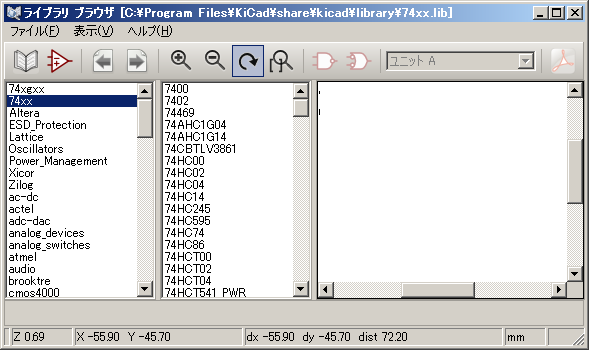 ライブラリ ブラウザ [C:¥Program Files¥KiCad¥share¥kicad¥library¥74xx.lib]
ファイル(F) 表示(V) ヘルプ(H)
ユニット A
74xgxx
74xx
Altera
ESD_Protection
Lattice
Oscillators
Power_Management
Xicor
Zilog
ac-dc
actel
adc-dac
analog_devices
analog_switches
atmel
audio
brooktre
cmos4000
7400
7402
74469
74AHC1G04
74AHC1G14
74CBTLV3861
74HC00
74HC02
74HC04
74HC14
74HC245
74HC595
74HC74
74HC86
74HCT00
74HCT02
74HCT04
74HCT541_PWR
Z 0.69 X -55.90 Y -45.70 dx -55.90 dy -45.70 dist 72.20 mm